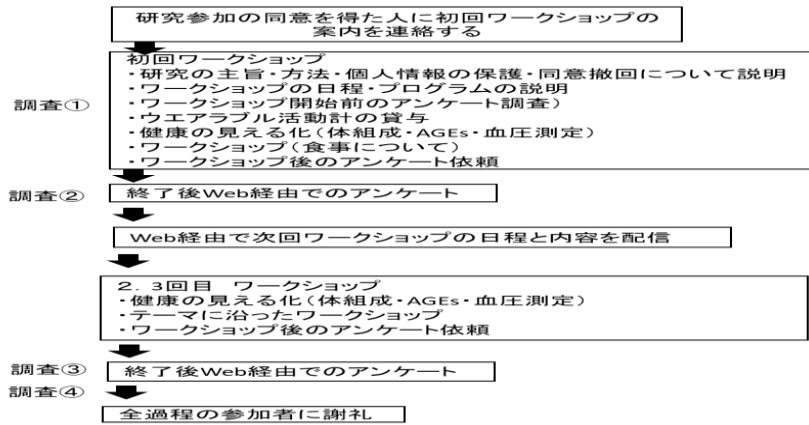 研究参加の同意を得た人に初回ワークショップの
案内を連絡する
調査①
初回ワークショップ
・研究の主旨・方法・個人情報の保護・同意撤回について説明
・ワークショップの日程・プログラムの説明
・ワークショップ開始前のアンケート調査）
・ウエアラブル活動計の貸与
・健康の見える化（体組成・AGEs・血圧測定）
・ワークショップ（食事について）
・ワークショップ後のアンケート依頼
調査②
終了後Web経由でのアンケート
Web経由で次回ワークショップの日程と内容を配信
２．３回目　ワークショップ
・健康の見える化（体組成・AGEs・血圧測定）
・テーマに沿ったワークショップ
・ワークショップ後のアンケート依頼
調査③
終了後Web経由でのアンケート
調査④
全過程の参加者に謝礼